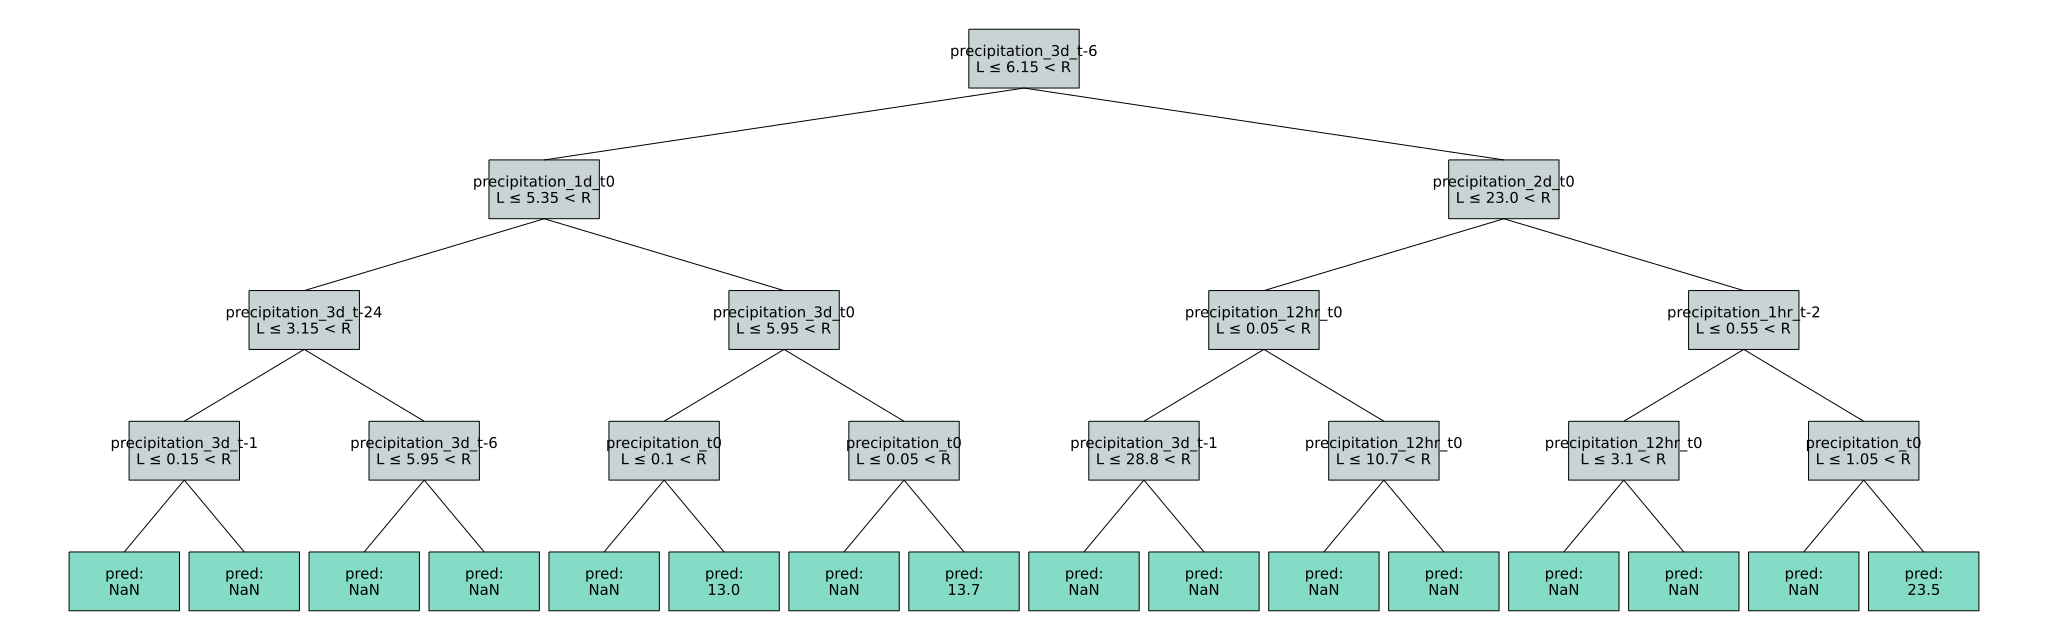 precipitation_3d_t-6
L ≤ 6.15 < R
precipitation_1d_t0
L ≤ 5.35 < R
precipitation_2d_t0
L ≤ 23.0 < R
precipitation_3d_t-24
L ≤ 3.15 < R
precipitation_3d_t0
L ≤ 5.95 < R
precipitation_12hr_t0
L ≤ 0.05 < R
precipitation_1hr_t-2
L ≤ 0.55 < R
precipitation_3d_t-1
L ≤ 0.15 < R
precipitation_3d_t-6
L ≤ 5.95 < R
precipitation_t0
L ≤ 0.1 < R
precipitation_t0
L ≤ 0.05 < R
precipitation_3d_t-1
L ≤ 28.8 < R
precipitation_12hr_t0
L ≤ 10.7 < R
precipitation_12hr_t0
L ≤ 3.1 < R
precipitation_t0
L ≤ 1.05 < R
pred:
NaN
pred:
NaN
pred:
NaN
pred:
NaN
pred:
NaN
pred:
13.0
pred:
NaN
pred:
13.7
pred:
NaN
pred:
NaN
pred:
NaN
pred:
NaN
pred:
NaN
pred:
NaN
pred:
NaN
pred:
23.5